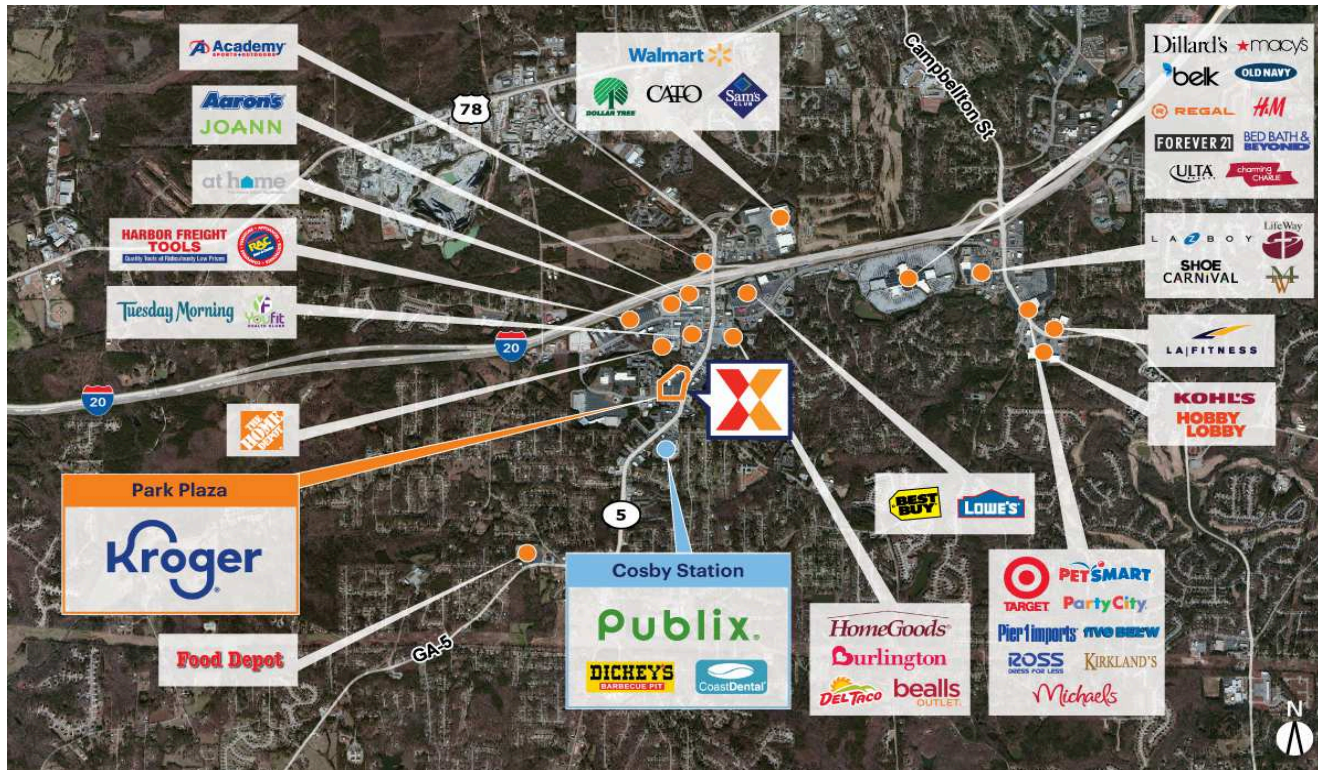 Academy
SPORTS+OUTDOORS
Aaron's
JOANN
at home
HARBOR FREIGHT
TOOLS
Quality Tools at Ridiculously Low Prices
RAC
Tuesday Morning
Youfit
HEALTH CLUBS
THE
HOME
DEPOT
Park Plaza
Kroger
Food Depot
78
20
20
5
GA-5
Campbellton St
Walmart
DOLLAR TREE
CATO
Sam's
CLUB
Cosby Station
Publix.
DICKEY'S
BARBECUE PIT
CoastDental
X
HomeGoods
Burlington
DEL TACO
bealls
OUTLET
BEST
BUY
LOWE'S
Dillard's
macy's
belk
OLD NAVY
REGAL
H&M
FOREVER 21
BED BATH &
BEYOND
ULTA
BEAUTY
charming
CHARLIE
LA Z BOY
LifeWay
SHOE
CARNIVAL
LA|FITNESS
KOHL'S
HOBBY
LOBBY
TARGET
PETSMART
PartyCity
Pier 1 imports
five BEL'W
ROSS
DRESS FOR LESS
KIRKLAND'S
Michaels
N